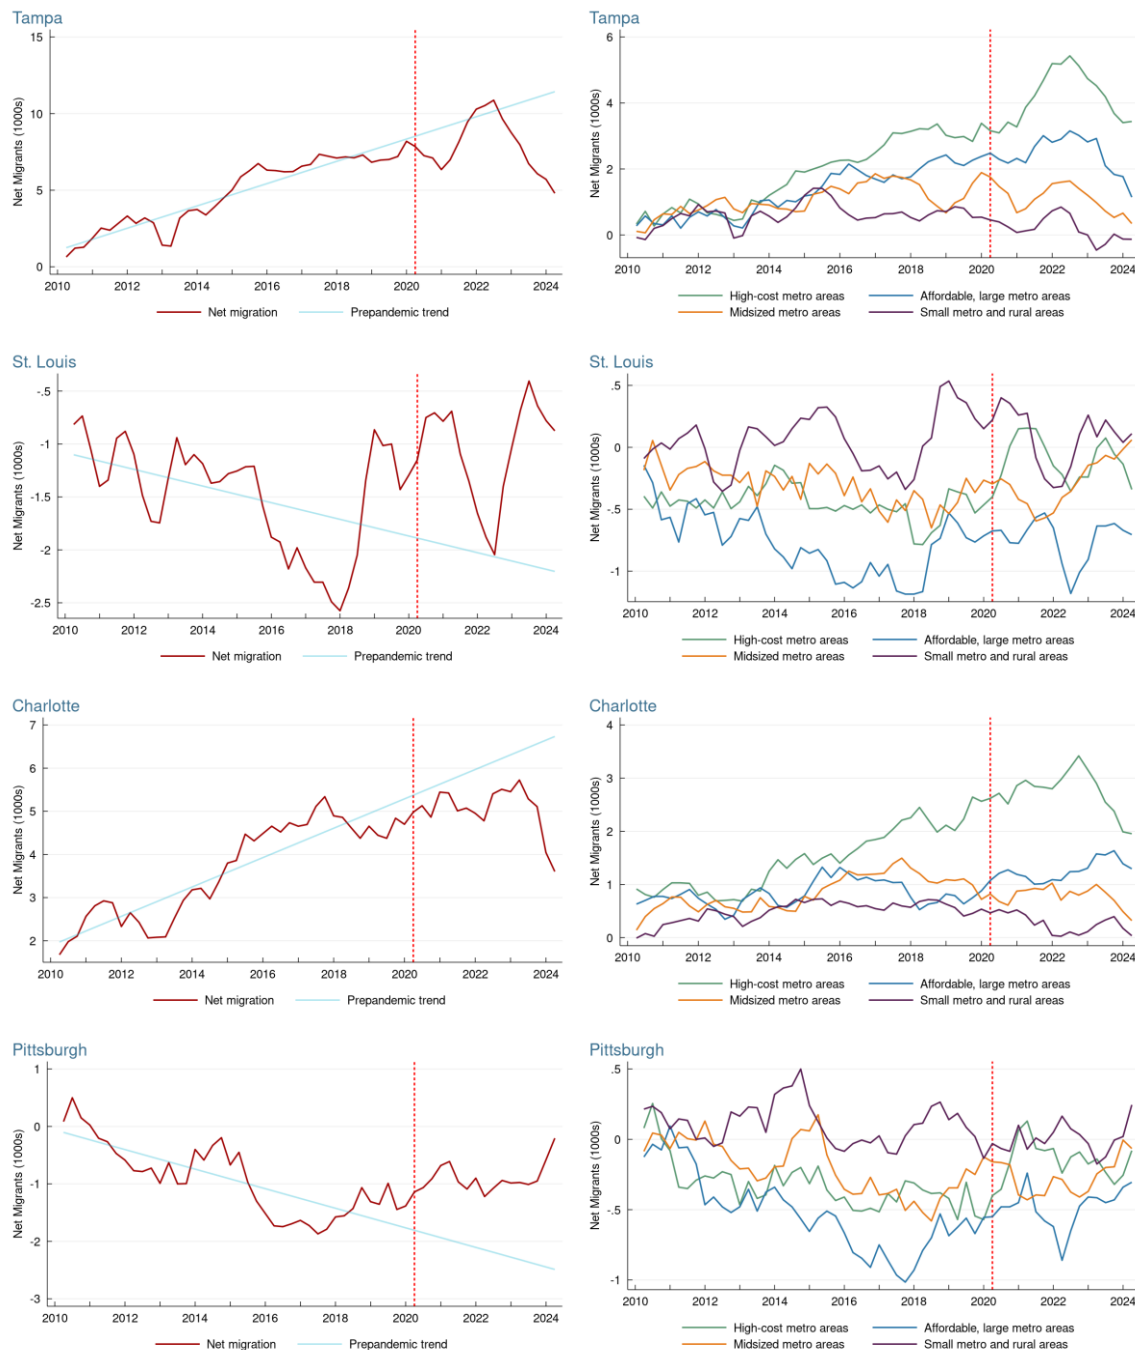 Tampa
Net Migrants (1000s)
15
10
5
0
2010 2012 2014 2016 2018 2020 2022 2024
Net migration Prepandemic trend
Tampa
Net Migrants (1000s)
6
4
2
0
2010 2012 2014 2016 2018 2020 2022 2024
High-cost metro areas Affordable, large metro areas
Midsized metro areas Small metro and rural areas
St. Louis
Net Migrants (1000s)
-.5
-1
-1.5
-2
-2.5
2010 2012 2014 2016 2018 2020 2022 2024
Net migration Prepandemic trend
St. Louis
Net Migrants (1000s)
.5
0
-.5
-1
2010 2012 2014 2016 2018 2020 2022 2024
High-cost metro areas Affordable, large metro areas
Midsized metro areas Small metro and rural areas
Charlotte
Net Migrants (1000s)
7
6
5
4
3
2
2010 2012 2014 2016 2018 2020 2022 2024
Net migration Prepandemic trend
Charlotte
Net Migrants (1000s)
4
3
2
1
0
2010 2012 2014 2016 2018 2020 2022 2024
High-cost metro areas Affordable, large metro areas
Midsized metro areas Small metro and rural areas
Pittsburgh
Net Migrants (1000s)
1
0
-1
-2
-3
2010 2012 2014 2016 2018 2020 2022 2024
Net migration Prepandemic trend
Pittsburgh
Net Migrants (1000s)
.5
0
-.5
-1
2010 2012 2014 2016 2018 2020 2022 2024
High-cost metro areas Affordable, large metro areas
Midsized metro areas Small metro and rural areas